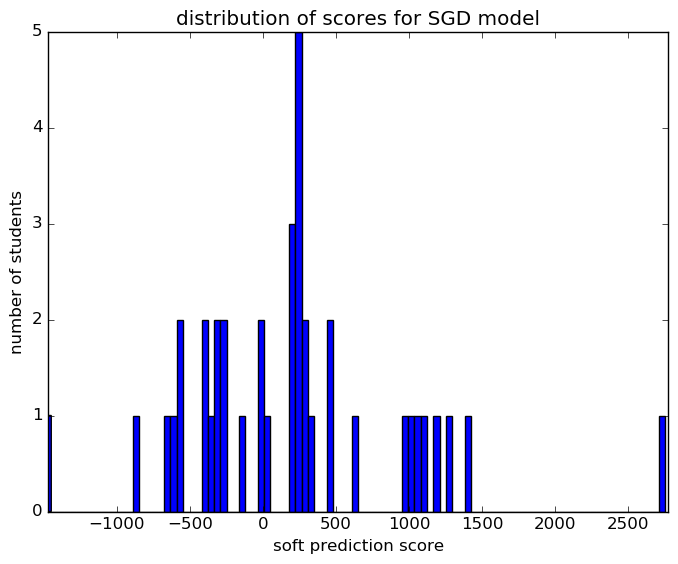 distribution of scores for SGD model
5
4
3
2
1
0
−1000 −500 0 500 1000 1500 2000 2500
number of students
soft prediction score